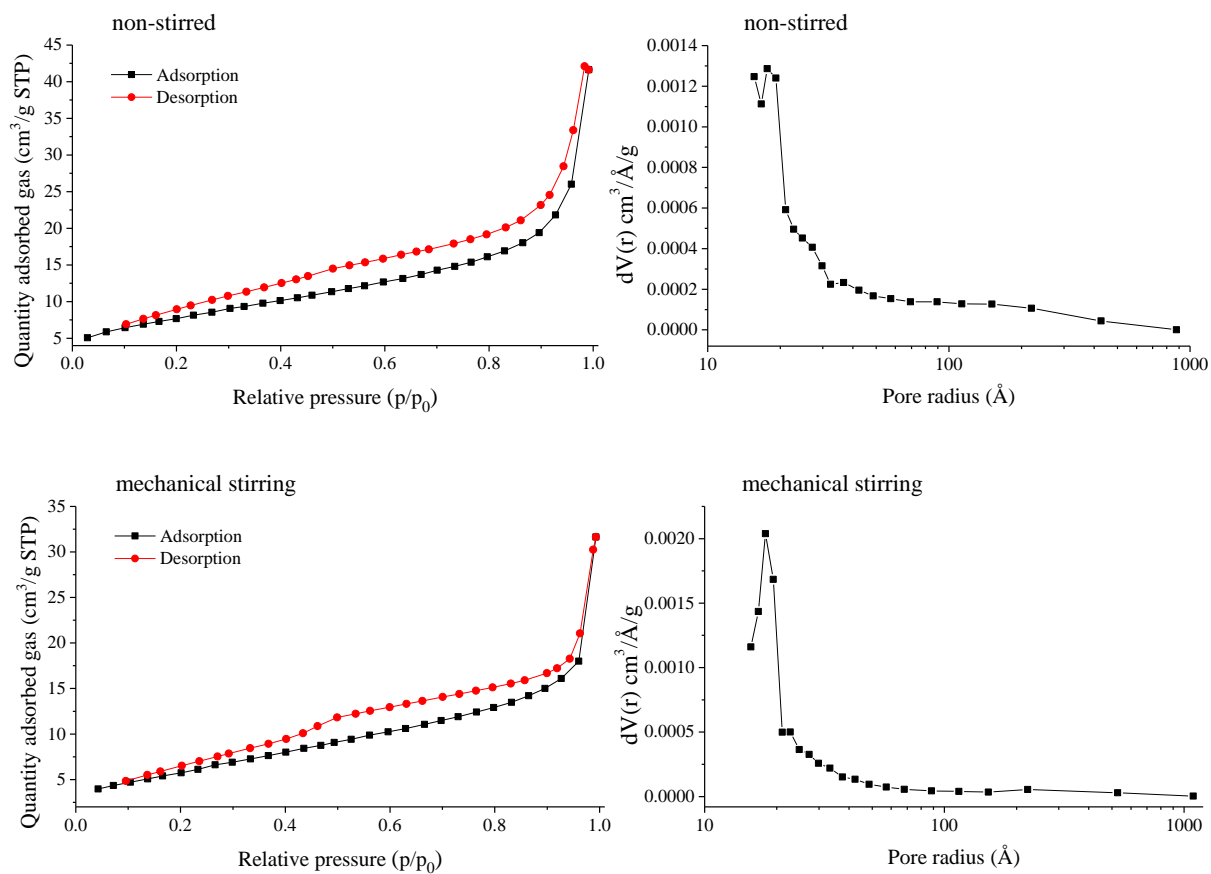 non-stirred
45
40
35
30
25
20
15
10
5
0.0 0.2 0.4 0.6 0.8 1.0
Quantity adsorbed gas (cm³/g STP)
Relative pressure (p/p₀)
Adsorption
Desorption
non-stirred
0.0014
0.0012
0.0010
0.0008
0.0006
0.0004
0.0002
0.0000
10 100 1000
dV(r) cm³/Å/g
Pore radius (Å)
mechanical stirring
35
30
25
20
15
10
5
0.0 0.2 0.4 0.6 0.8 1.0
Quantity adsorbed gas (cm³/g STP)
Relative pressure (p/p₀)
Adsorption
Desorption
mechanical stirring
0.0020
0.0015
0.0010
0.0005
0.0000
10 100 1000
dV(r) cm³/Å/g
Pore radius (Å)